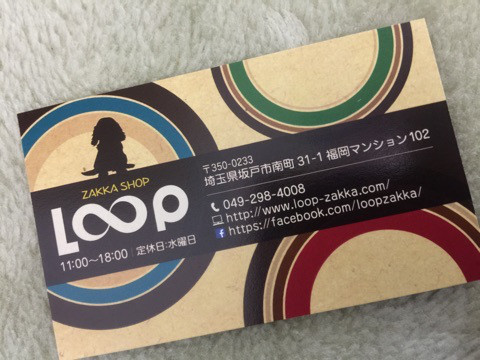 ZAKKA SHOP
Loop
11:00〜18:00 定休日:水曜日
〒350-0233
埼玉県坂戸市南町 31-1 福岡マンション102
049-298-4008
http://www.loop-zakka.com/
https://facebook.com/loopzakka/